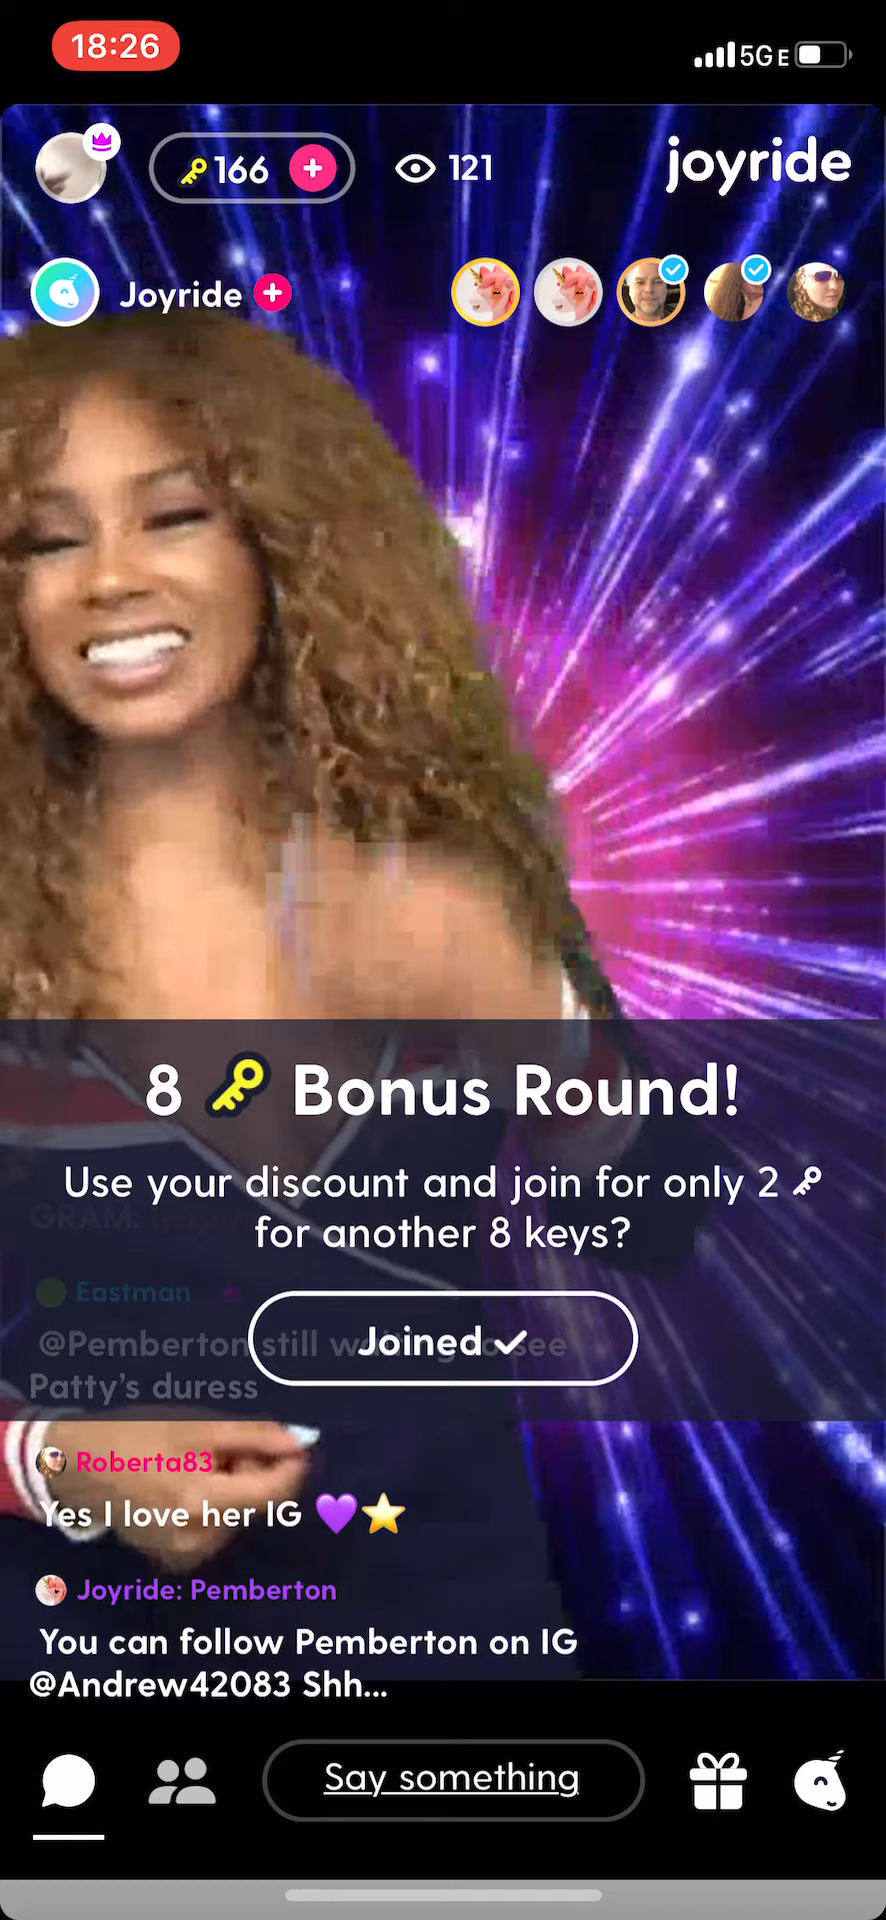 18:26
5G E
166
121
joyride
Joyride
8 Bonus Round!
Use your discount and join for only 2
for another 8 keys?
GRAM:
Eastman
@Pemberton still to see
Joined
Patty's duress
Roberta83
Yes I love her IG 💜⭐
Joyride: Pemberton
You can follow Pemberton on IG
@Andrew42083 Shh...
Say something